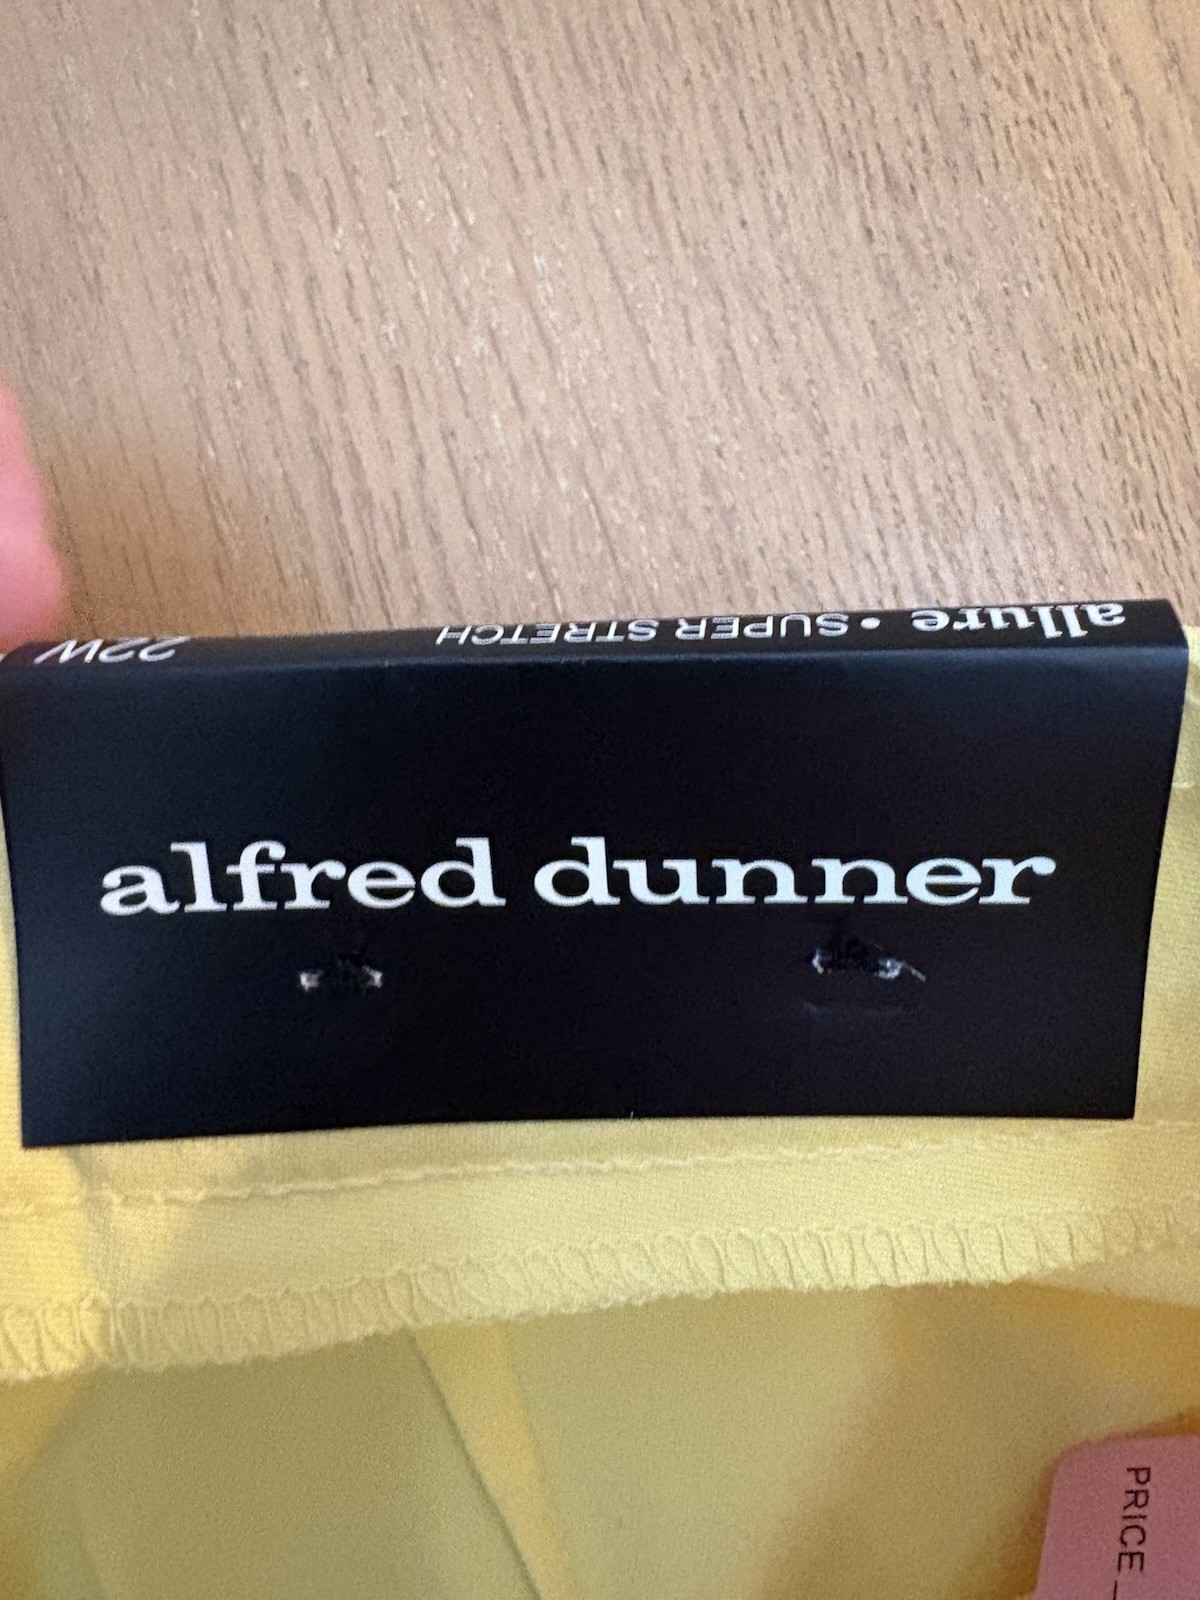 allure • SUPER STRETCH 22W
alfred dunner
PRICE